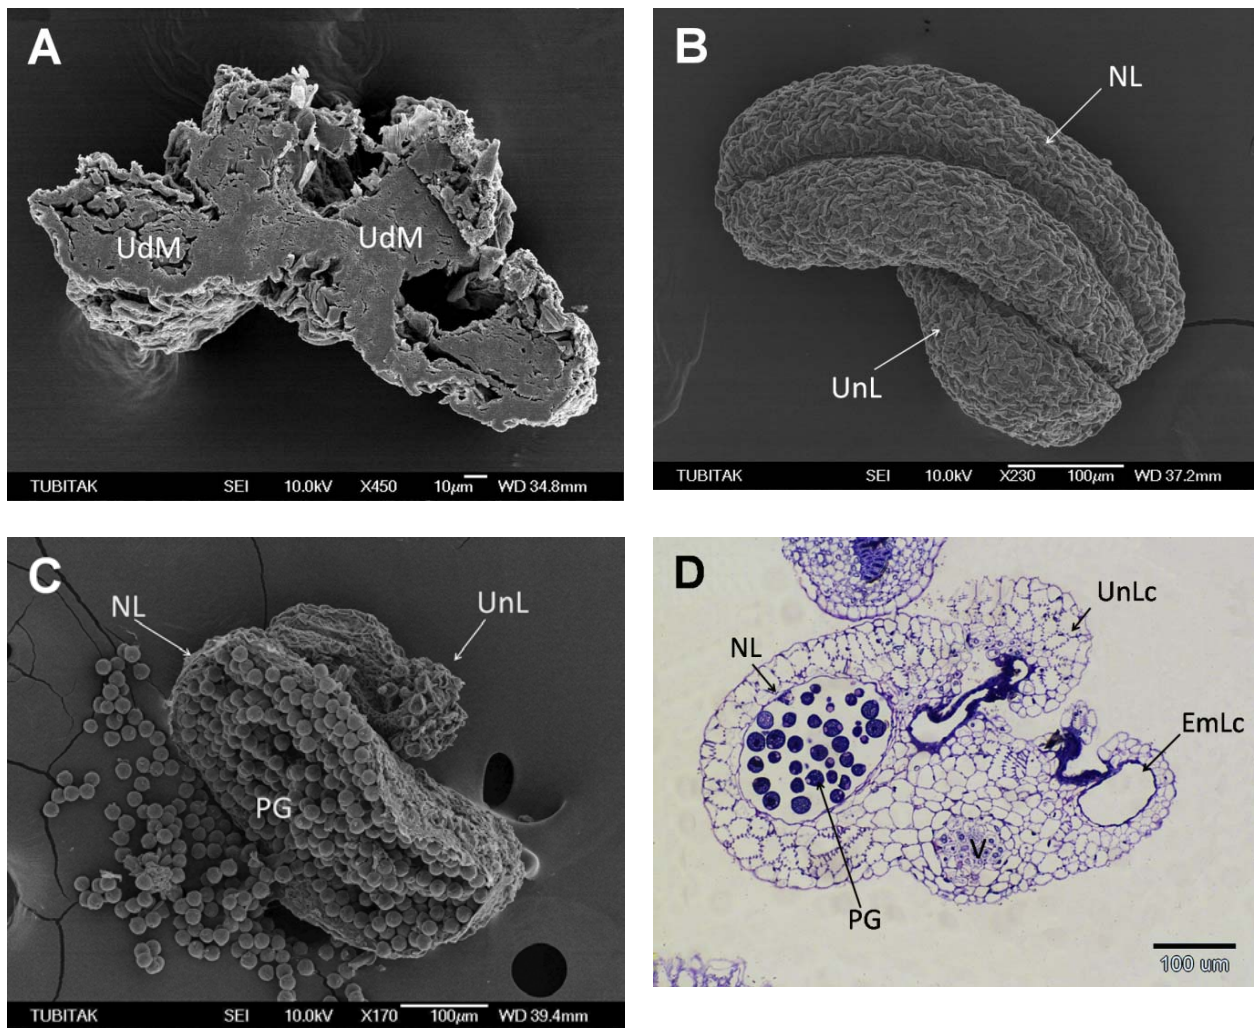 A
UdM
UdM
TUBITAK SEI 10.0kV X450 10µm WD 34.8mm
B
NL
UnL
TUBITAK SEI 10.0kV X230 100µm WD 37.2mm
C
NL
UnL
PG
TUBITAK SEI 10.0kV X170 100µm WD 39.4mm
D
UnLc
NL
EmLc
V
PG
100 um